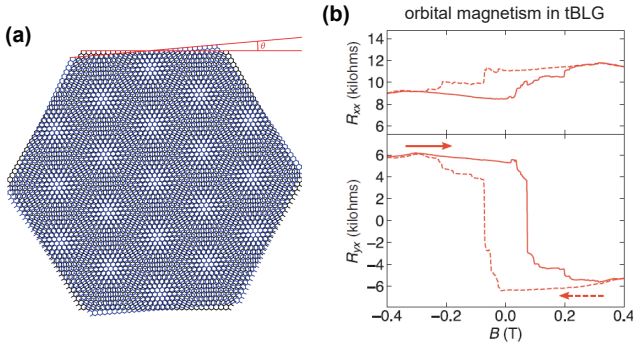 (a)
θ
(b)
orbital magnetism in tBLG
Rxx (kilohms)
14
12
10
8
6
Ryx (kilohms)
6
4
2
0
−2
−4
−6
−0.4
−0.2
0.0
0.2
0.4
B (T)